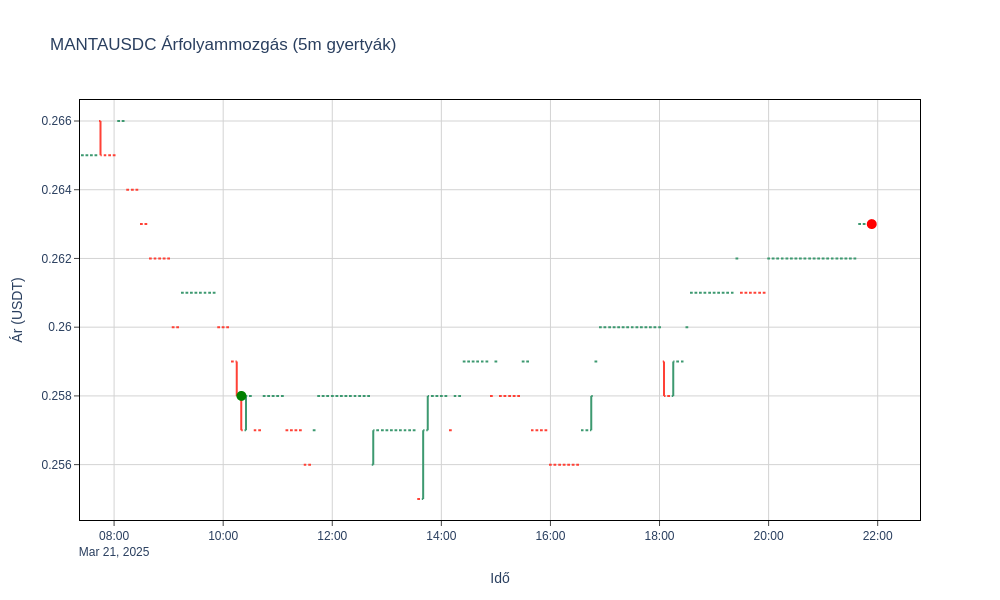 MANTAUSDC Árfolyammozgás (5m gyertyák)
0.266
0.264
0.262
0.26
0.258
0.256
Ár (USDT)
08:00 10:00 12:00 14:00 16:00 18:00 20:00 22:00
Mar 21, 2025
Idő